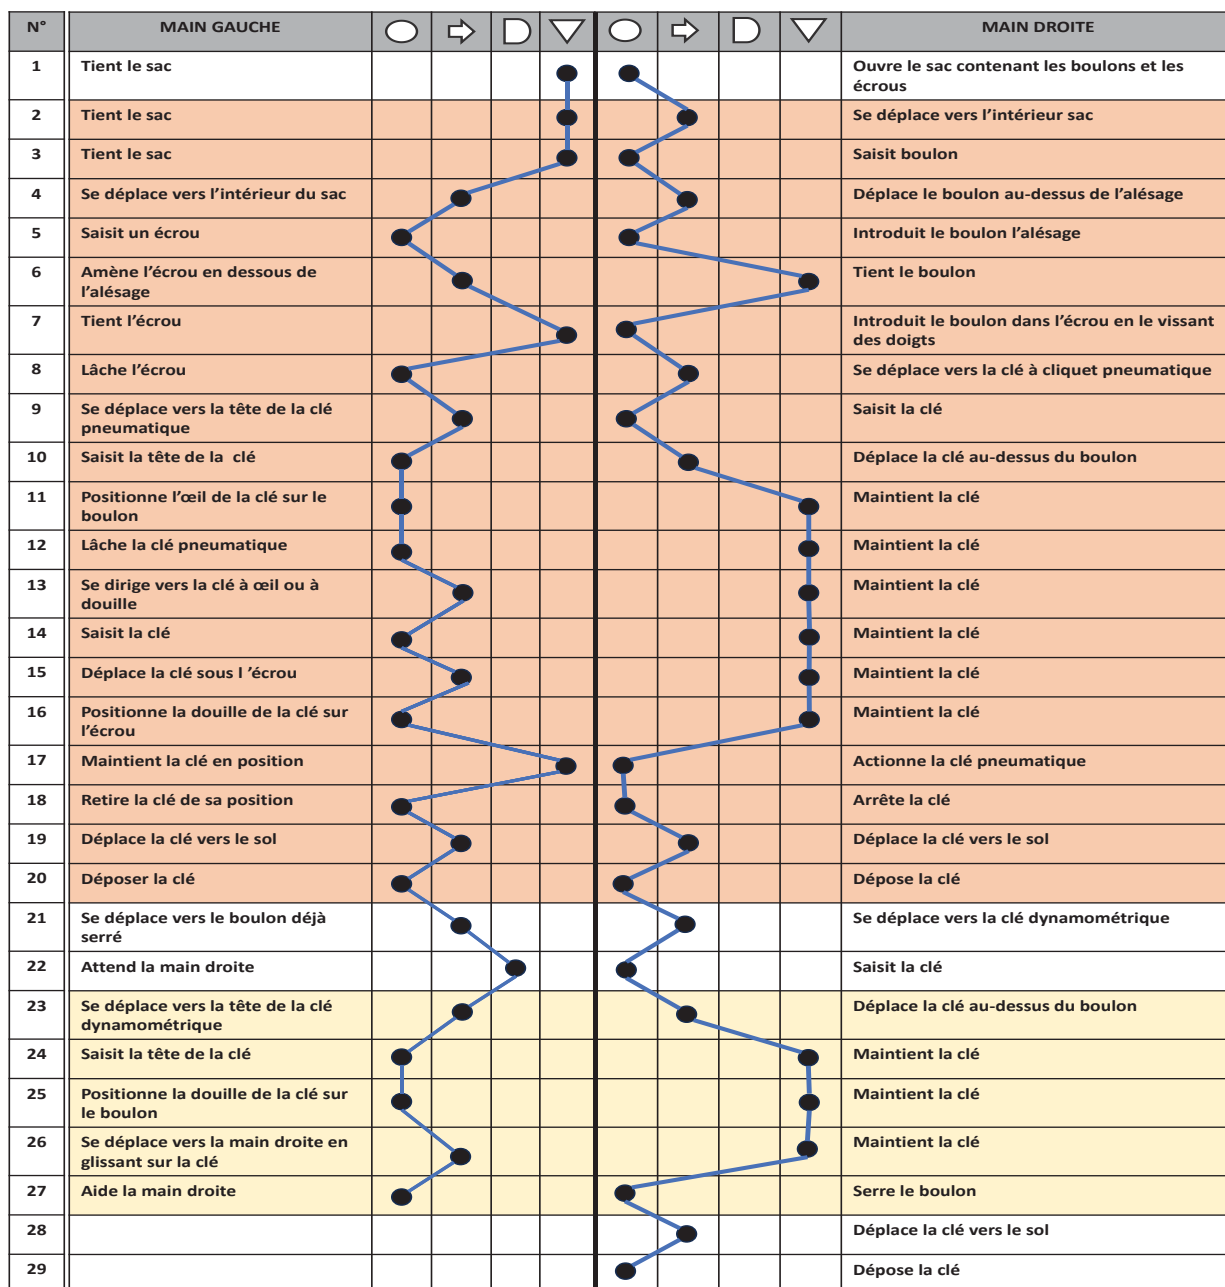 N° MAIN GAUCHE MAIN DROITE
1 Tient le sac Ouvre le sac contenant les boulons et les
écrous
2 Tient le sac Se déplace vers l’intérieur sac
3 Tient le sac Saisit boulon
4 Se déplace vers l’intérieur du sac Déplace le boulon au-dessus de l’alésage
5 Saisit un écrou Introduit le boulon l’alésage
6 Amène l’écrou en dessous de Tient le boulon
l’alésage
7 Tient l’écrou Introduit le boulon dans l’écrou en le vissant
des doigts
8 Lâche l’écrou Se déplace vers la clé à cliquet pneumatique
9 Se déplace vers la tête de la clé Saisit la clé
pneumatique
10 Saisit la tête de la clé Déplace la clé au-dessus du boulon
11 Positionne l’œil de la clé sur le Maintient la clé
boulon
12 Lâche la clé pneumatique Maintient la clé
13 Se dirige vers la clé à œil ou à Maintient la clé
douille
14 Saisit la clé Maintient la clé
15 Déplace la clé sous l ’écrou Maintient la clé
16 Positionne la douille de la clé sur Maintient la clé
l’écrou
17 Maintient la clé en position Actionne la clé pneumatique
18 Retire la clé de sa position Arrête la clé
19 Déplace la clé vers le sol Déplace la clé vers le sol
20 Déposer la clé Dépose la clé
21 Se déplace vers le boulon déjà Se déplace vers la clé dynamométrique
serré
22 Attend la main droite Saisit la clé
23 Se déplace vers la tête de la clé Déplace la clé au-dessus du boulon
dynamométrique
24 Saisit la tête de la clé Maintient la clé
25 Positionne la douille de la clé sur Maintient la clé
le boulon
26 Se déplace vers la main droite en Maintient la clé
glissant sur la clé
27 Aide la main droite Serre le boulon
28 Déplace la clé vers le sol
29 Dépose la clé